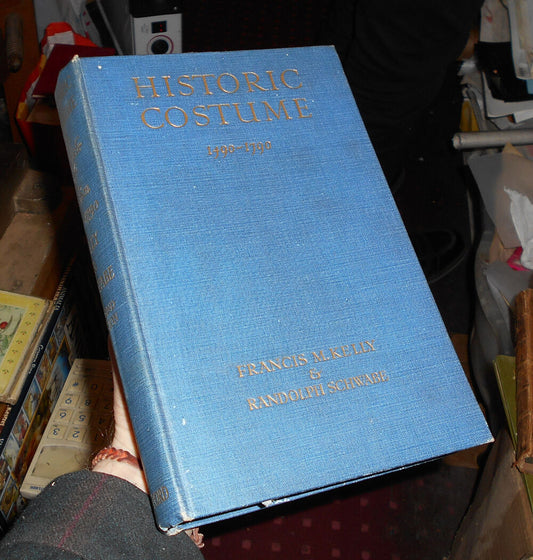 HISTORIC
COSTUME
1490-1790
FRANCIS M. KELLY
&
RANDOLPH SCHWABE